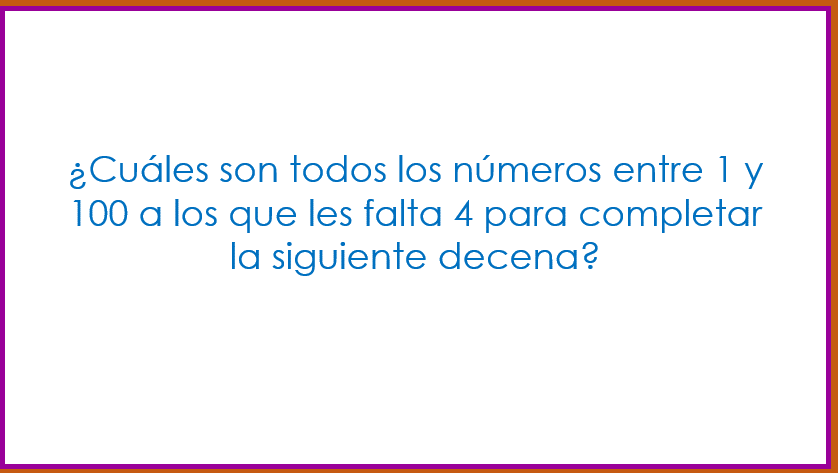 ¿Cuáles son todos los números entre 1 y
100 a los que les falta 4 para completar
la siguiente decena?